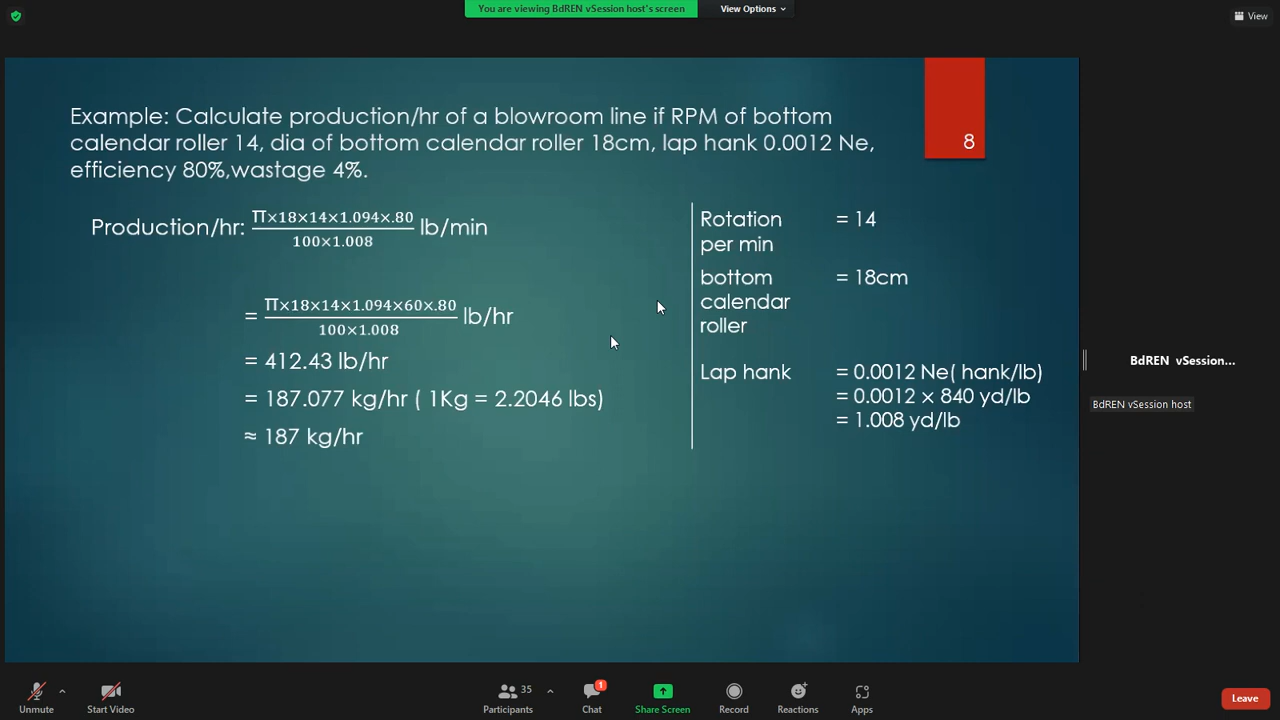 You are viewing BdREN vSession host's screen
View Options
View
8
Example: Calculate production/hr of a blowroom line if RPM of bottom
calendar roller 14, dia of bottom calendar roller 18cm, lap hank 0.0012 Ne,
efficiency 80%,wastage 4%.
Production/hr: π×18×14×1.094×.80 / 100×1.008 lb/min
= π×18×14×1.094×60×.80 / 100×1.008 lb/hr
= 412.43 lb/hr
= 187.077 kg/hr ( 1Kg = 2.2046 lbs)
≈ 187 kg/hr
Rotation = 14
per min
bottom = 18cm
calendar
roller
Lap hank = 0.0012 Ne( hank/lb)
= 0.0012 × 840 yd/lb
= 1.008 yd/lb
BdREN vSession...
BdREN vSession host
Unmute
Start Video
35
Participants
1
Chat
Share Screen
Record
Reactions
Apps
Leave